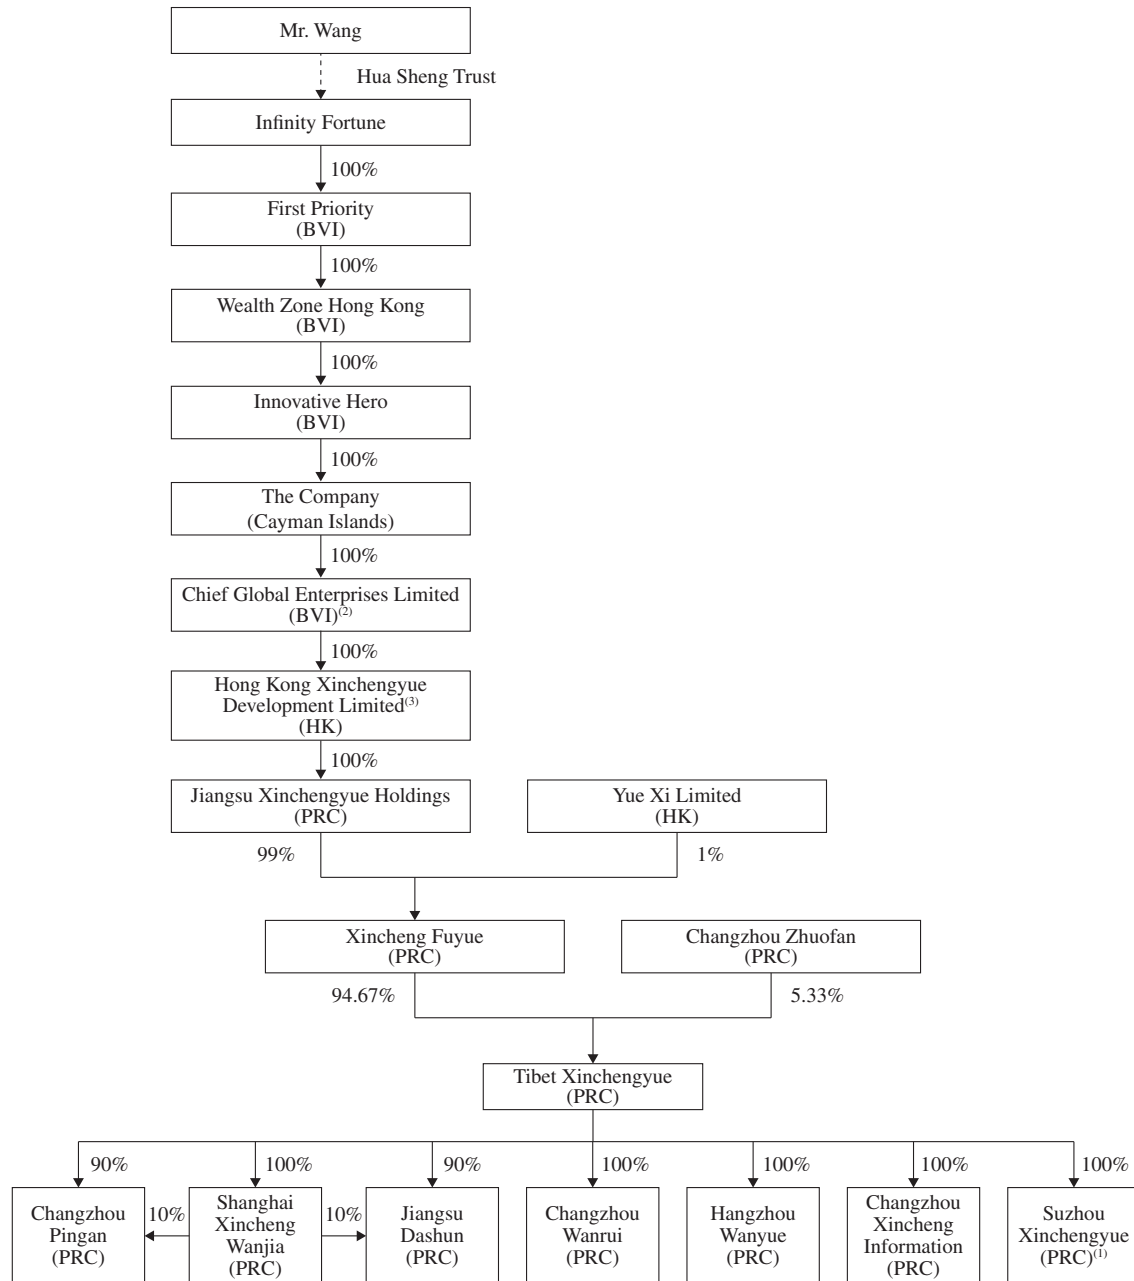 Mr. Wang
Hua Sheng Trust
Infinity Fortune
100%
First Priority
(BVI)
100%
Wealth Zone Hong Kong
(BVI)
100%
Innovative Hero
(BVI)
100%
The Company
(Cayman Islands)
100%
Chief Global Enterprises Limited
(BVI)(2)
100%
Hong Kong Xinchengyue
Development Limited(3)
(HK)
100%
Jiangsu Xinchengyue Holdings
(PRC)
Yue Xi Limited
(HK)
99%
1%
Xincheng Fuyue
(PRC)
Changzhou Zhuofan
(PRC)
94.67%
5.33%
Tibet Xinchengyue
(PRC)
90%
100%
90%
100%
100%
100%
100%
Changzhou
Pingan
(PRC)
10%
Shanghai
Xincheng
Wanjia
(PRC)
10%
Jiangsu
Dashun
(PRC)
Changzhou
Wanrui
(PRC)
Hangzhou
Wanyue
(PRC)
Changzhou
Xincheng
Information
(PRC)
Suzhou
Xinchengyue
(PRC)(1)